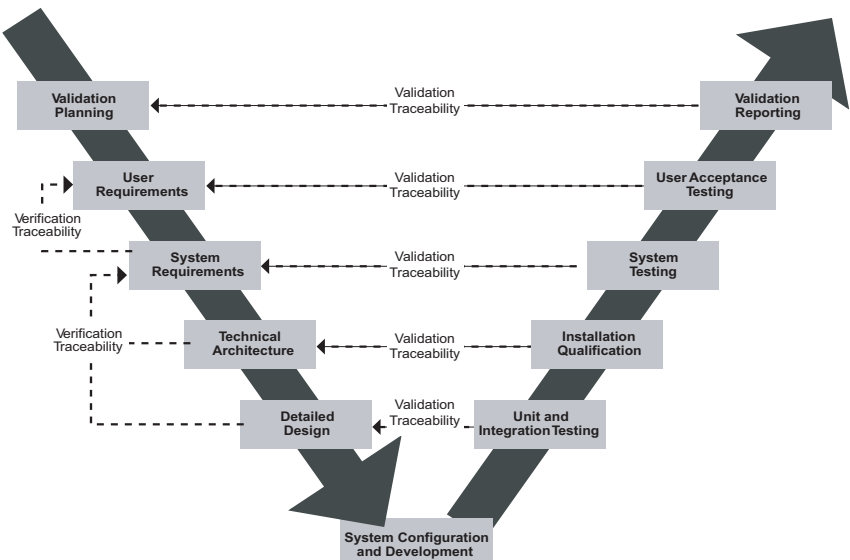 Validation
Planning
Validation
Traceability
Validation
Reporting
User
Requirements
Validation
Traceability
User Acceptance
Testing
Verification
Traceability
System
Requirements
Validation
Traceability
System
Testing
Verification
Traceability
Technical
Architecture
Validation
Traceability
Installation
Qualification
Detailed
Design
Validation
Traceability
Unit and
Integration Testing
System Configuration
and Development